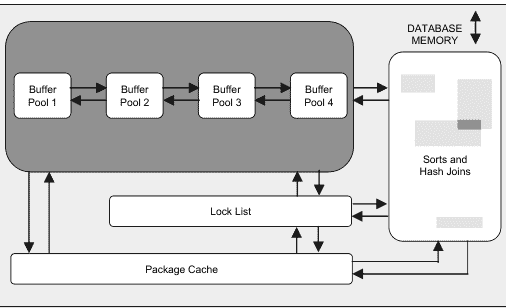 DATABASE
MEMORY
Buffer
Pool 1
Buffer
Pool 2
Buffer
Pool 3
Buffer
Pool 4
Sorts and
Hash Joins
Lock List
Package Cache